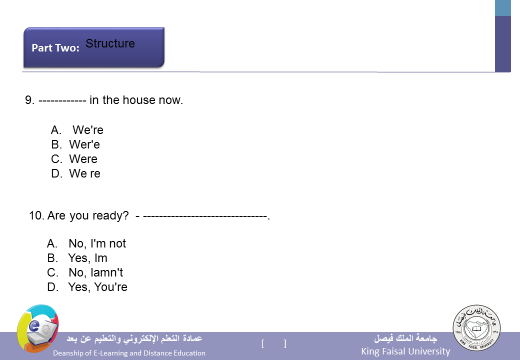 Part Two: Structure
9. ------------ in the house now.
A. We're
B. Wer'e
C. Were
D. We re
10. Are you ready? - -------------------------------.
A. No, I'm not
B. Yes, Im
C. No, Iamn't
D. Yes, You're
عمادة التعلم الإلكتروني والتعليم عن بعد
Deanship of E-Learning and Distance Education
[ ]
جامعة الملك فيصل
King Faisal University